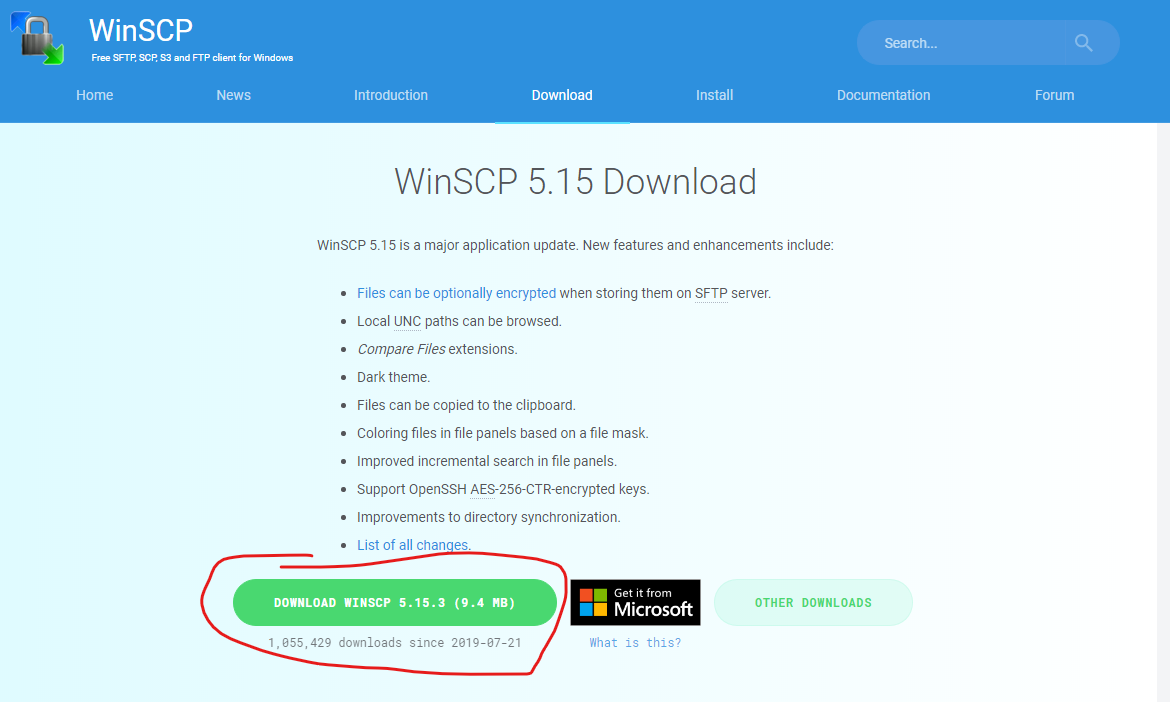 WinSCP
Free SFTP, SCP, S3 and FTP client for Windows
Search...
Home News Introduction Download Install Documentation Forum
WinSCP 5.15 Download
WinSCP 5.15 is a major application update. New features and enhancements include:
Files can be optionally encrypted when storing them on SFTP server.
Local UNC paths can be browsed.
Compare Files extensions.
Dark theme.
Files can be copied to the clipboard.
Coloring files in file panels based on a file mask.
Improved incremental search in file panels.
Support OpenSSH AES-256-CTR-encrypted keys.
Improvements to directory synchronization.
List of all changes.
DOWNLOAD WINSCP 5.15.3 (9.4 MB)
1,055,429 downloads since 2019-07-21
Get it from
Microsoft
What is this?
OTHER DOWNLOADS